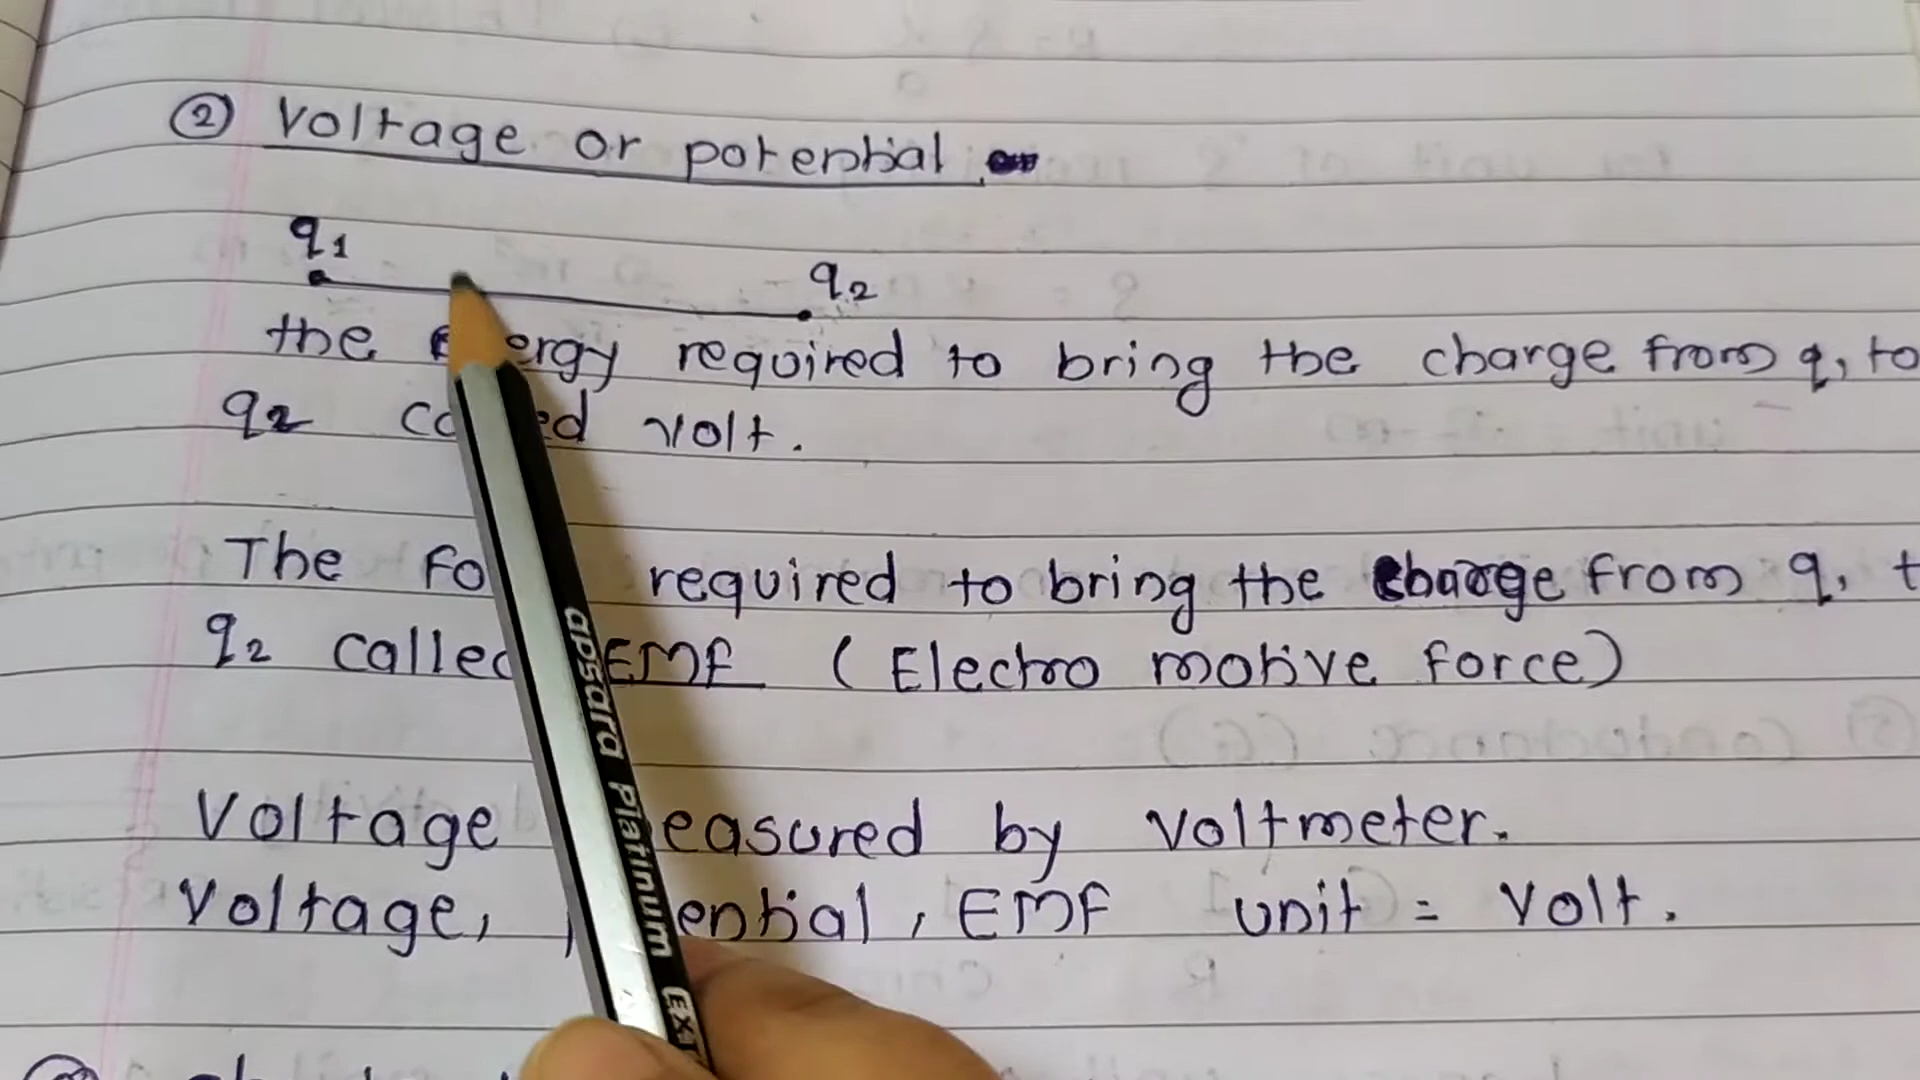 ② Voltage or potential
q1
q2
the ergy required to bring the charge from q1 to
q2 ed volt.
The Fo required to bring the charge from q1 t
q2 called EMF (Electro motive force)
Voltage easured by voltmeter.
Voltage, ential, EMF unit = Volt.
apsara Platinum EXT